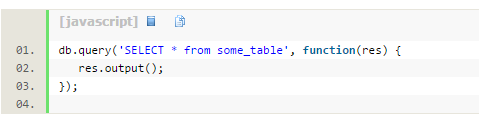 [javascript]
01. db.query('SELECT * from some_table', function(res) {
02.    res.output();
03. });
04.